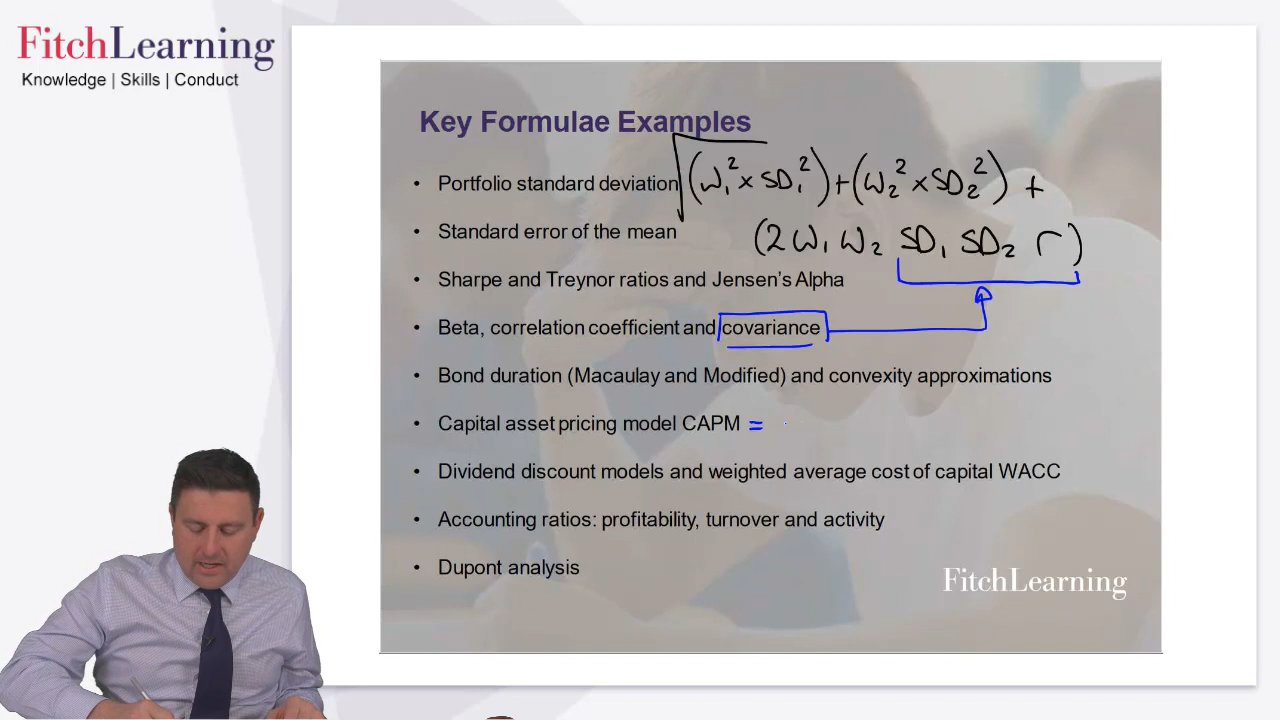 FitchLearning
Knowledge | Skills | Conduct
Key Formulae Examples
• Portfolio standard deviation √(W₁² × SD₁²) + (W₂² × SD₂²) +
(2 W₁ W₂ SD₁ SD₂ r)
• Standard error of the mean
• Sharpe and Treynor ratios and Jensen's Alpha
• Beta, correlation coefficient and covariance
• Bond duration (Macaulay and Modified) and convexity approximations
• Capital asset pricing model CAPM =
• Dividend discount models and weighted average cost of capital WACC
• Accounting ratios: profitability, turnover and activity
• Dupont analysis
FitchLearning